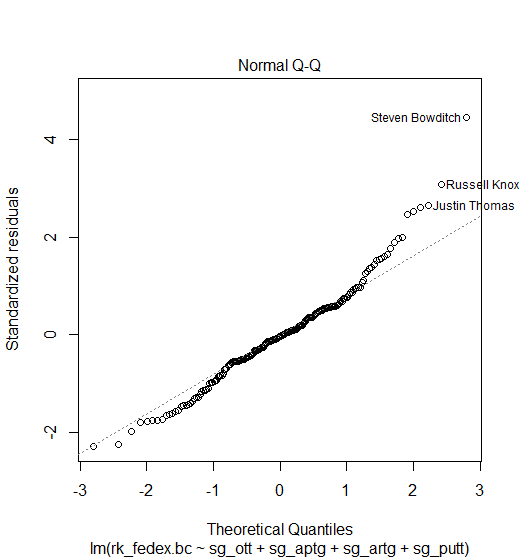 Normal Q-Q
Steven Bowditch
Russell Knox
Justin Thomas
Standardized residuals
4
2
0
-2
-3
-2
-1
0
1
2
3
Theoretical Quantiles
lm(rk_fedex.bc ~ sg_ott + sg_aptg + sg_artg + sg_putt)